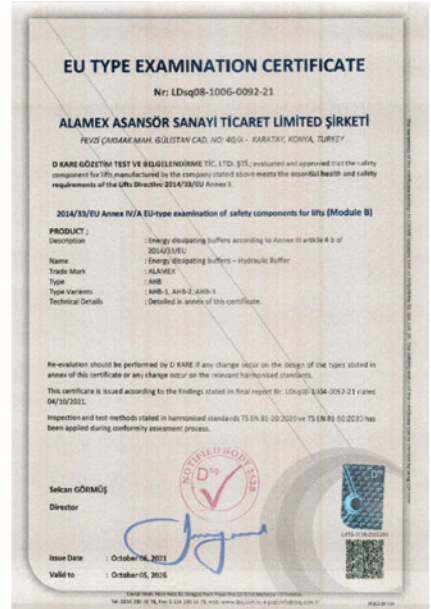 EU TYPE EXAMINATION CERTIFICATE
Nr: LDsq08-1006-0092-21
ALAMEX ASANSÖR SANAYİ TİCARET LİMİTED ŞİRKETİ
FEVZİ ÇAKMAK MAH. GÜLİSTAN CAD. NO: 40/A - KARATAY, KONYA, TURKEY
D KARE GÖZETİM TEST VE BELGELENDİRME TİC. LTD. ŞTİ.; evaluated and approved that the safety
component for lifts manufactured by the company stated above meets the essential health and safety
requirements of the Lifts Directive 2014/33/EU Annex I.
2014/33/EU Annex IV/A EU-type examination of safety components for lifts (Module B)
PRODUCT ;
Description : Energy dissipating buffers according to Annex III article 4.b of
2014/33/EU
Name : Energy dissipating buffers – Hydraulic Buffer
Trade Mark : ALAMEX
Type : AHB
Type Varients : AHB-1, AHB-2, AHB-3
Technical Details : Detailed in annex of this certificate.
Re-evalution should be performed by D KARE if any change occur on the design of the types stated in
annex of this certificate or any change occur on the relevant harmonised standards.
This certificate is issued according to the findings stated in final report Nr. LDsq08-1004-0092-21 dated
04/10/2021.
Inspection and test methods stated in harmonised standards TS EN 81-20:2020 ve TS EN 81-50:2020 has
been applied during conformity assessment process.
NOTIFIED BODY 2528
Dsq
Selcan GÖRMÜŞ
Director
Issue Date : October 06, 2021
Valid to : October 05, 2026